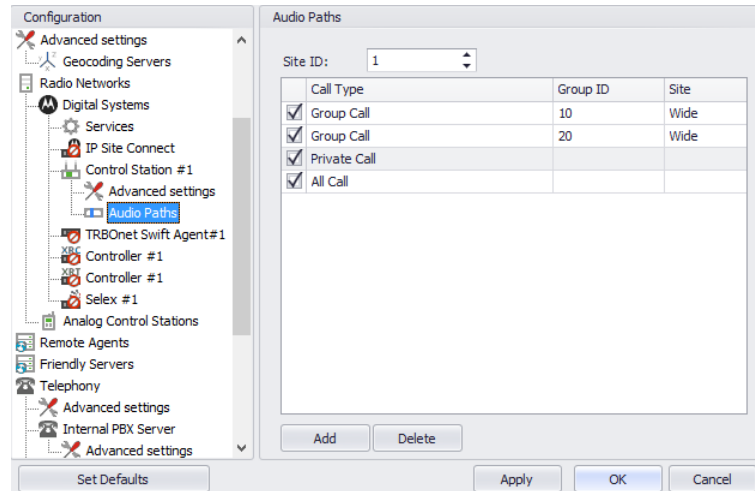 Configuration
Advanced settings
Geocoding Servers
Radio Networks
Digital Systems
Services
IP Site Connect
Control Station #1
Advanced settings
Audio Paths
TRBOnet Swift Agent#1
XRC Controller #1
XRT Controller #1
Selex #1
Analog Control Stations
Remote Agents
Friendly Servers
Telephony
Advanced settings
Internal PBX Server
Advanced settings
Set Defaults
Audio Paths
Site ID: 1
Call Type Group ID Site
Group Call 10 Wide
Group Call 20 Wide
Private Call
All Call
Add Delete
Apply OK Cancel